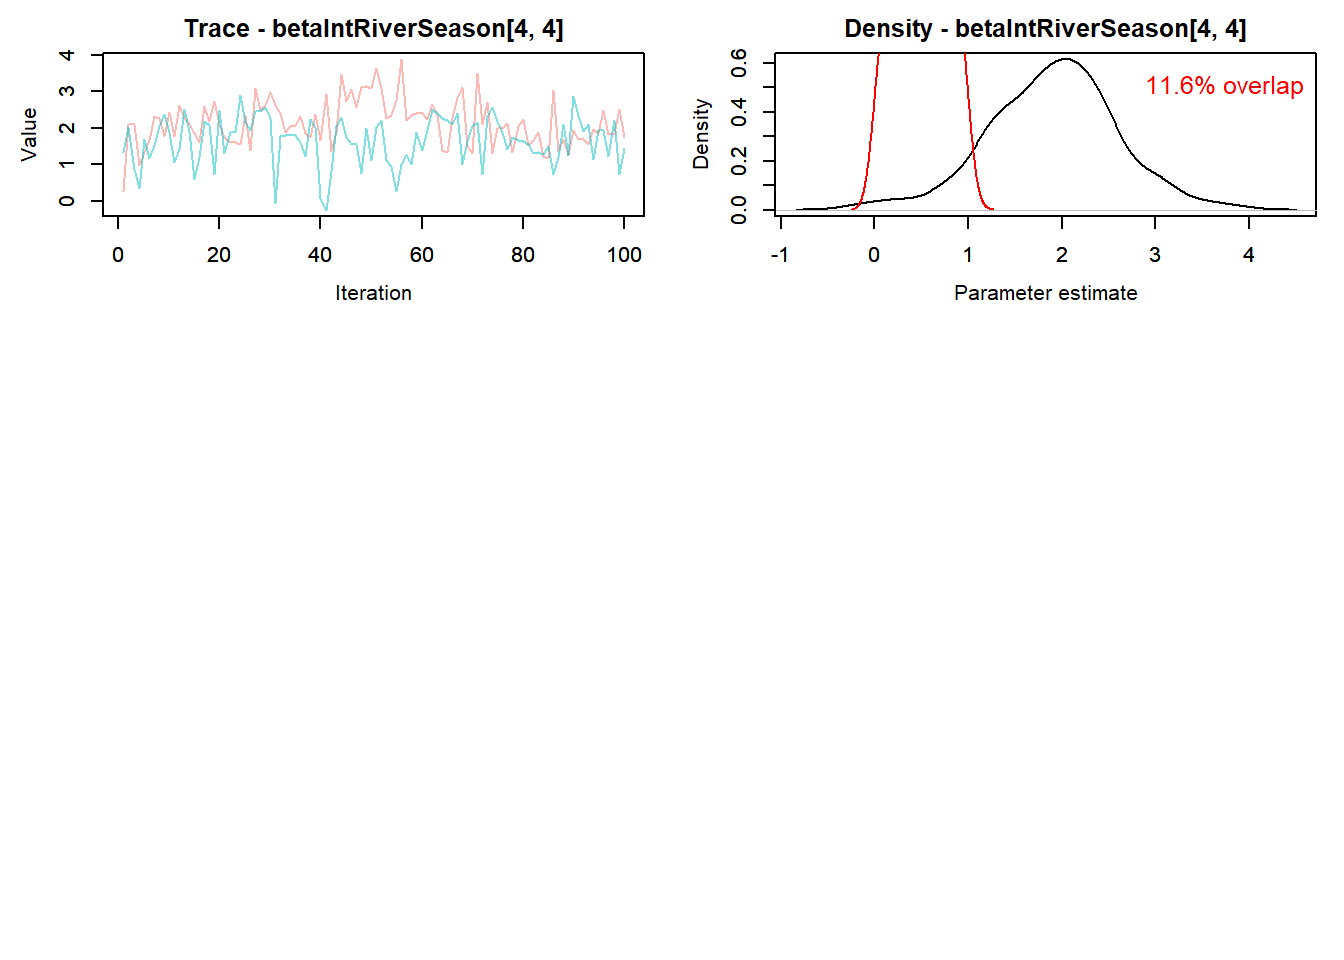 Trace - betaIntRiverSeason[4, 4]
Value
4
3
2
1
0
0 20 40 60 80 100
Iteration
Density - betaIntRiverSeason[4, 4]
Density
0.6
0.4
0.2
0.0
11.6% overlap
-1 0 1 2 3 4
Parameter estimate